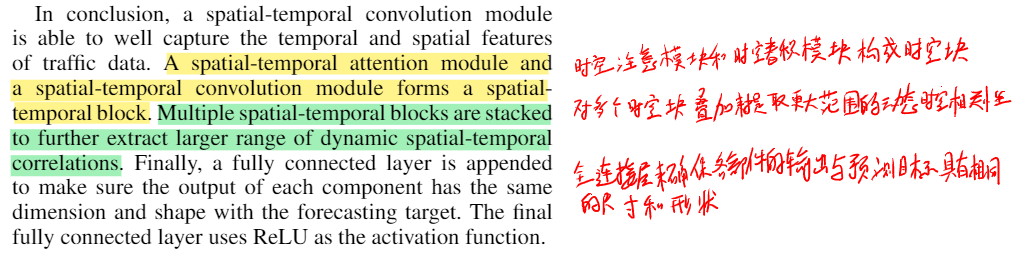 In conclusion, a spatial-temporal convolution module
is able to well capture the temporal and spatial features
of traffic data. A spatial-temporal attention module and
a spatial-temporal convolution module forms a spatial-
temporal block. Multiple spatial-temporal blocks are stacked
to further extract larger range of dynamic spatial-temporal
correlations. Finally, a fully connected layer is appended
to make sure the output of each component has the same
dimension and shape with the forecasting target. The final
fully connected layer uses ReLU as the activation function.
时空注意模块和时空卷积模块构成时空块
对多个时空块叠加来提取更大范围的动态时空相关性
全连接层来确保各部件的输出与预测目标具有相同
的尺寸和形状